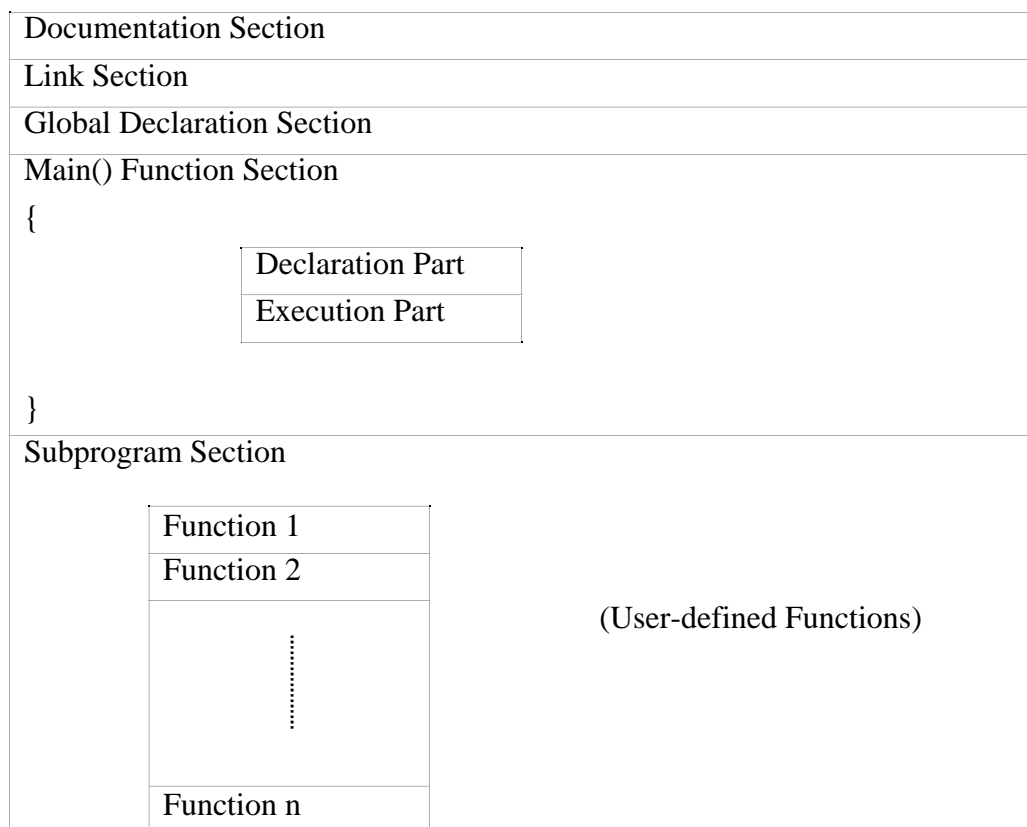 Documentation Section
Link Section
Global Declaration Section
Main() Function Section
{
Declaration Part
Execution Part
}
Subprogram Section
Function 1
Function 2
(User-defined Functions)
Function n